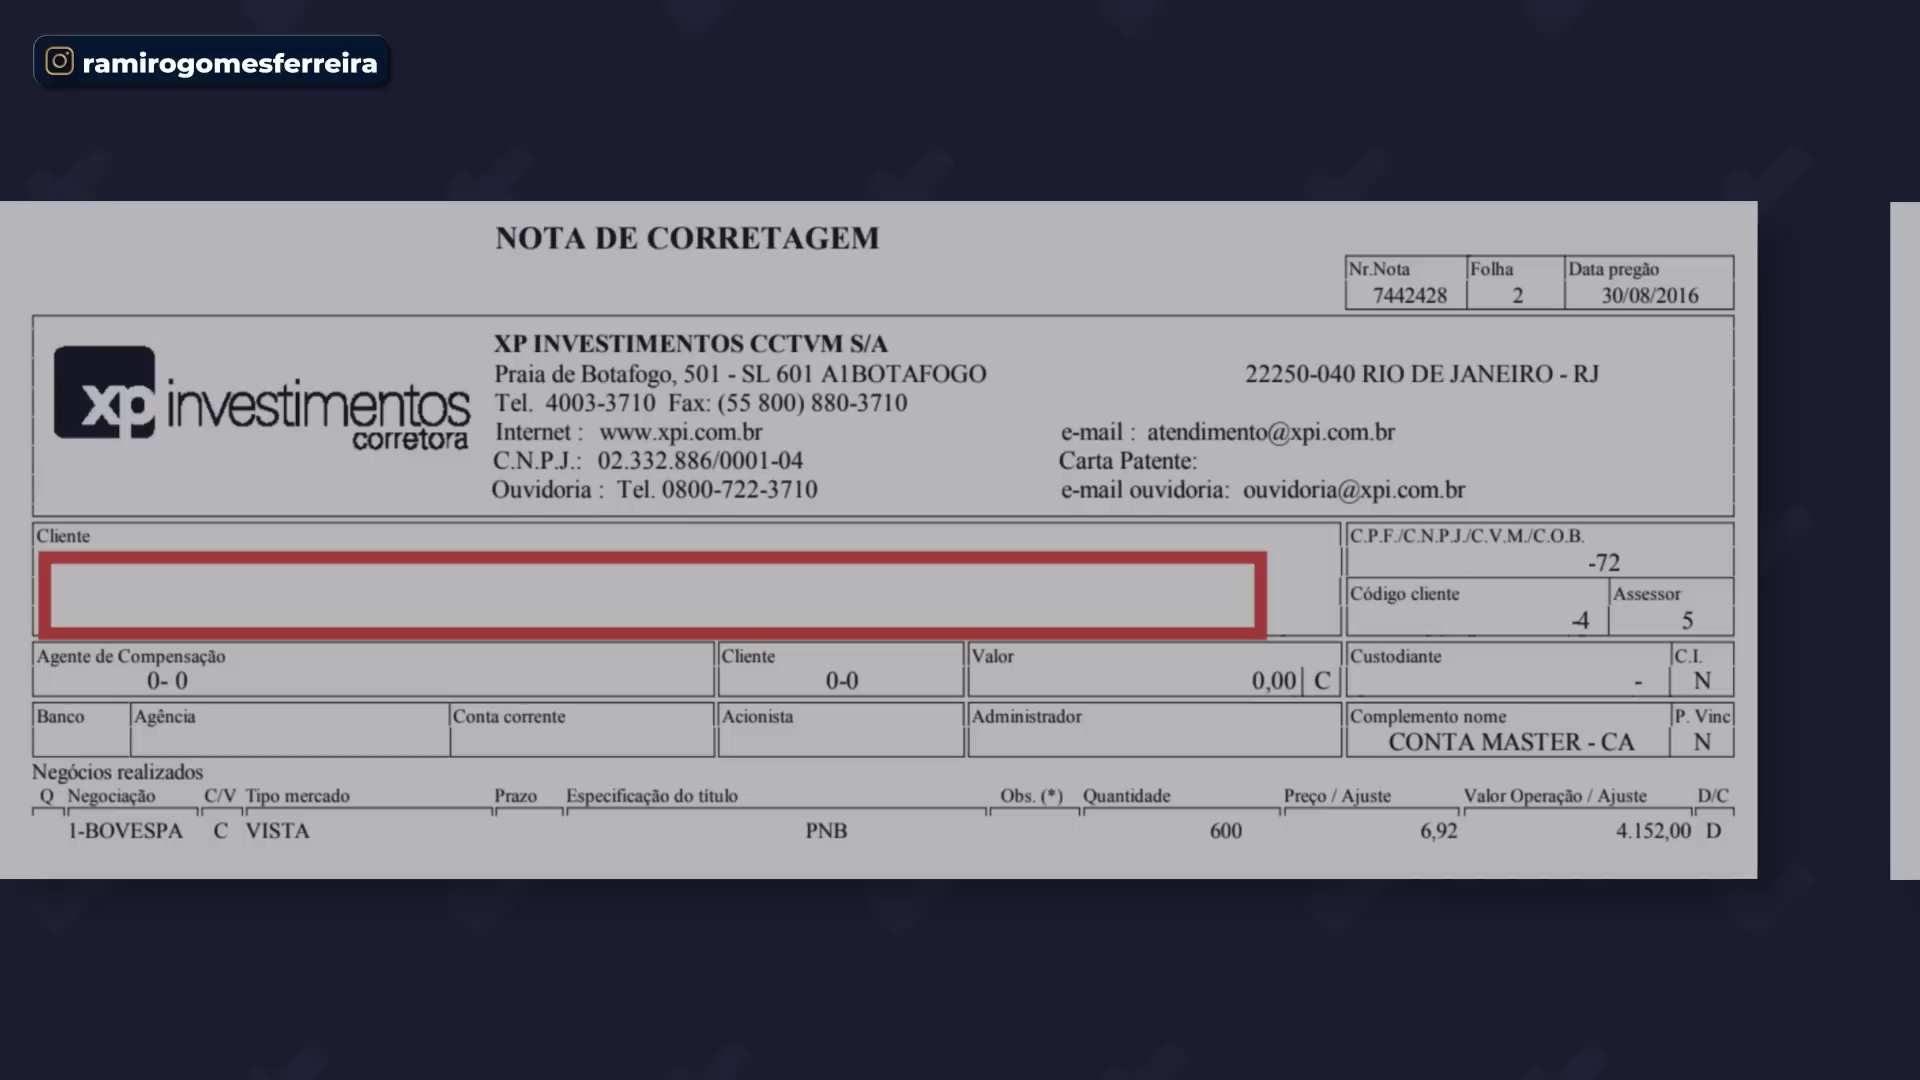 ramirogomesferreira
NOTA DE CORRETAGEM
Nr.Nota Folha Data pregão
7442428 2 30/08/2016
xp investimentos
corretora
XP INVESTIMENTOS CCTVM S/A
Praia de Botafogo, 501 - SL 601 A1BOTAFOGO 22250-040 RIO DE JANEIRO - RJ
Tel. 4003-3710 Fax: (55 800) 880-3710
Internet : www.xpi.com.br e-mail : atendimento@xpi.com.br
C.N.P.J.: 02.332.886/0001-04 Carta Patente:
Ouvidoria : Tel. 0800-722-3710 e-mail ouvidoria: ouvidoria@xpi.com.br
Cliente C.P.F./C.N.P.J./C.V.M./C.O.B.
-72
Código cliente Assessor
-4 5
Agente de Compensação Cliente Valor Custodiante C.I.
0- 0 0-0 0,00 C - N
Banco Agência Conta corrente Acionista Administrador Complemento nome P. Vinc
CONTA MASTER - CA N
Negócios realizados
Q Negociação C/V Tipo mercado Prazo Especificação do título Obs. (*) Quantidade Preço / Ajuste Valor Operação / Ajuste D/C
1-BOVESPA C VISTA PNB 600 6,92 4.152,00 D